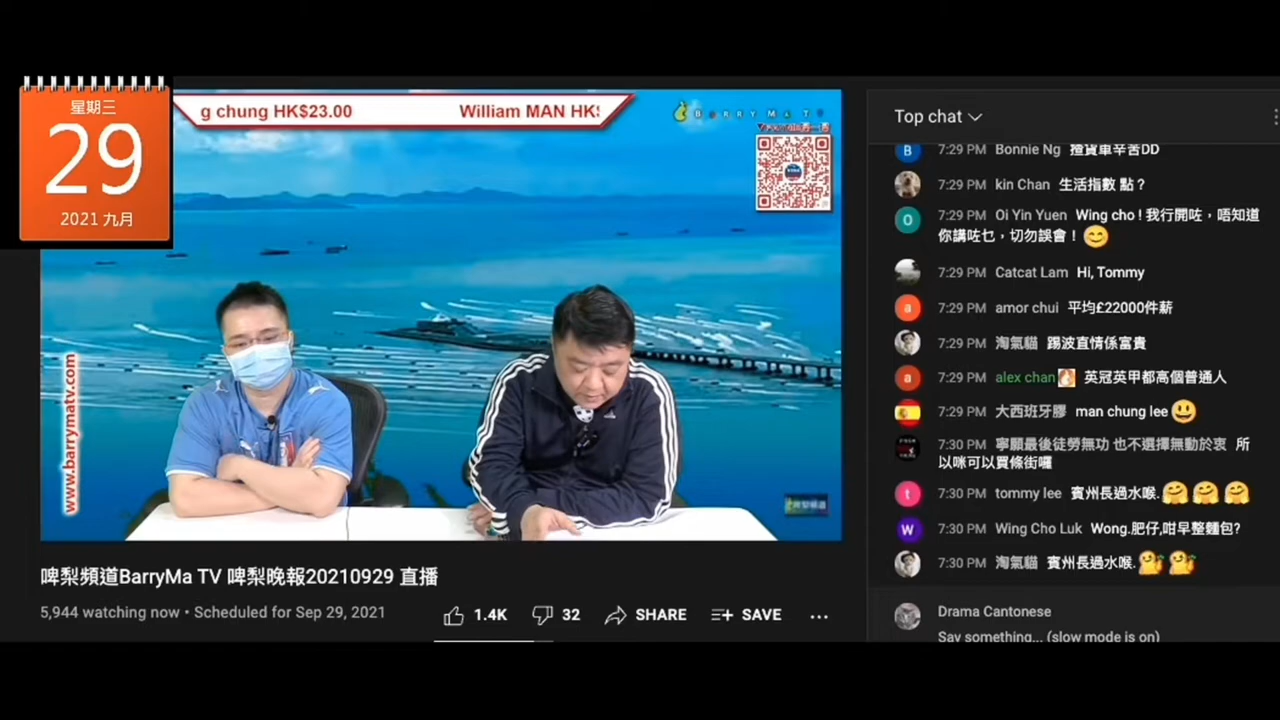 星期三
29
2021 九月
g chung HK$23.00
William MAN HK$
BARRY MA TV
www.barrymatv.com
啤梨頻道
啤梨頻道BarryMa TV 啤梨晚報20210929 直播
5,944 watching now • Scheduled for Sep 29, 2021
1.4K
32
SHARE
SAVE
Top chat
B
7:29 PM Bonnie Ng 揸貨車辛苦DD
7:29 PM kin Chan 生活指數 點？
O
7:29 PM Oi Yin Yuen Wing cho ! 我行開咗，唔知道
你講咗乜，切勿誤會！😊
7:29 PM Catcat Lam Hi, Tommy
a
7:29 PM amor chui 平均£22000件薪
7:29 PM 淘氣貓 踢波直情係富貴
a
7:29 PM alex chan 英冠英甲都高個普通人
7:29 PM 大西班牙膠 man chung lee 😃
7:30 PM 寧願最後徒勞無功 也不選擇無動於衷 所
以咪可以買條街囉
t
7:30 PM tommy lee 賓州長過水喉.🤗🤗🤗
W
7:30 PM Wing Cho Luk Wong.肥仔,咁早整麵包?
7:30 PM 淘氣貓 賓州長過水喉.
Drama Cantonese
Say something... (slow mode is on)